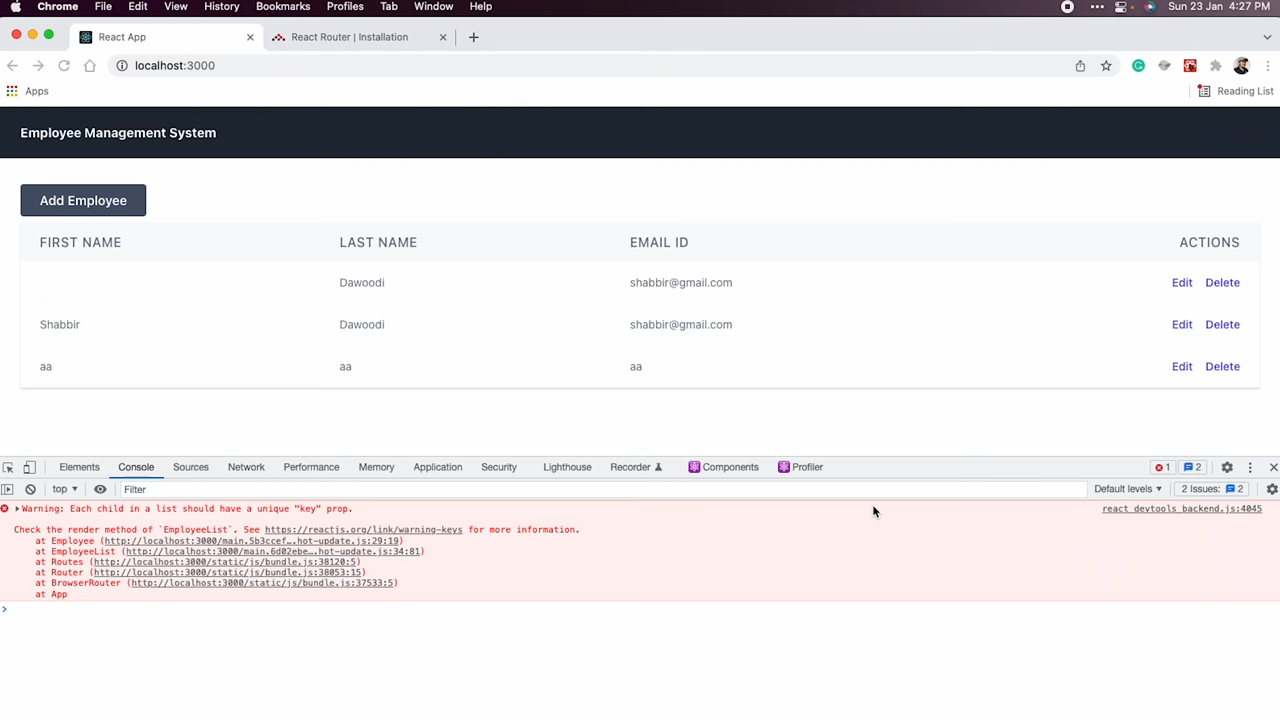 Chrome File Edit View History Bookmarks Profiles Tab Window Help Sun 23 Jan 4:27 PM
React App React Router | Installation
localhost:3000
Apps Reading List
Employee Management System
Add Employee
FIRST NAME LAST NAME EMAIL ID ACTIONS
Dawoodi shabbir@gmail.com Edit Delete
Shabbir Dawoodi shabbir@gmail.com Edit Delete
aa aa aa Edit Delete
Elements Console Sources Network Performance Memory Application Security Lighthouse Recorder Components Profiler 1 2
top Filter Default levels 2 Issues: 2
Warning: Each child in a list should have a unique "key" prop. react_devtools_backend.js:4045
Check the render method of `EmployeeList`. See https://reactjs.org/link/warning-keys for more information.
at Employee (http://localhost:3000/main.5b3ccef….hot-update.js:29:19)
at EmployeeList (http://localhost:3000/main.6d02ebe….hot-update.js:34:81)
at Routes (http://localhost:3000/static/js/bundle.js:38120:5)
at Router (http://localhost:3000/static/js/bundle.js:38053:15)
at BrowserRouter (http://localhost:3000/static/js/bundle.js:37533:5)
at App